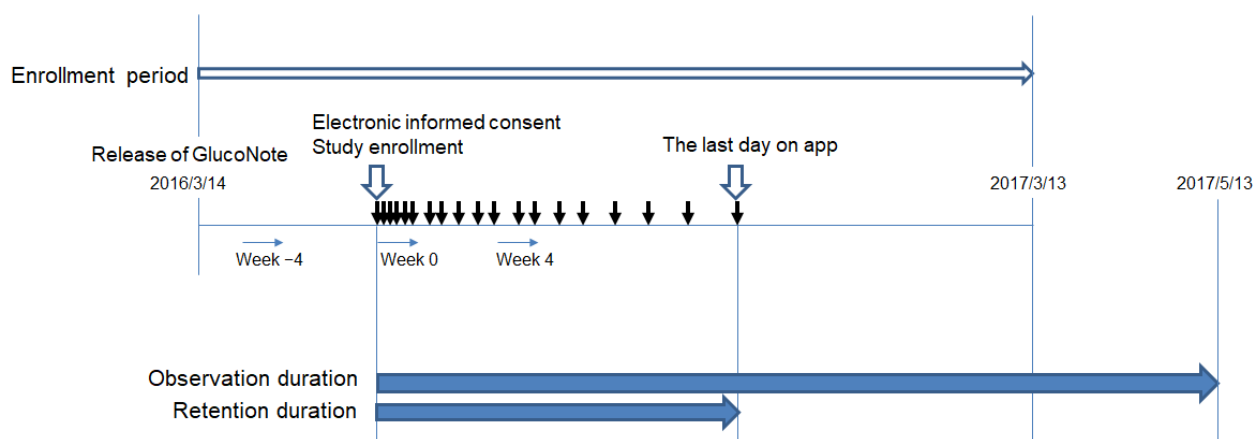 Enrollment period
Electronic informed consent
Study enrollment
The last day on app
Release of GlucoNote
2016/3/14
2017/3/13
2017/5/13
Week −4
Week 0
Week 4
Observation duration
Retention duration